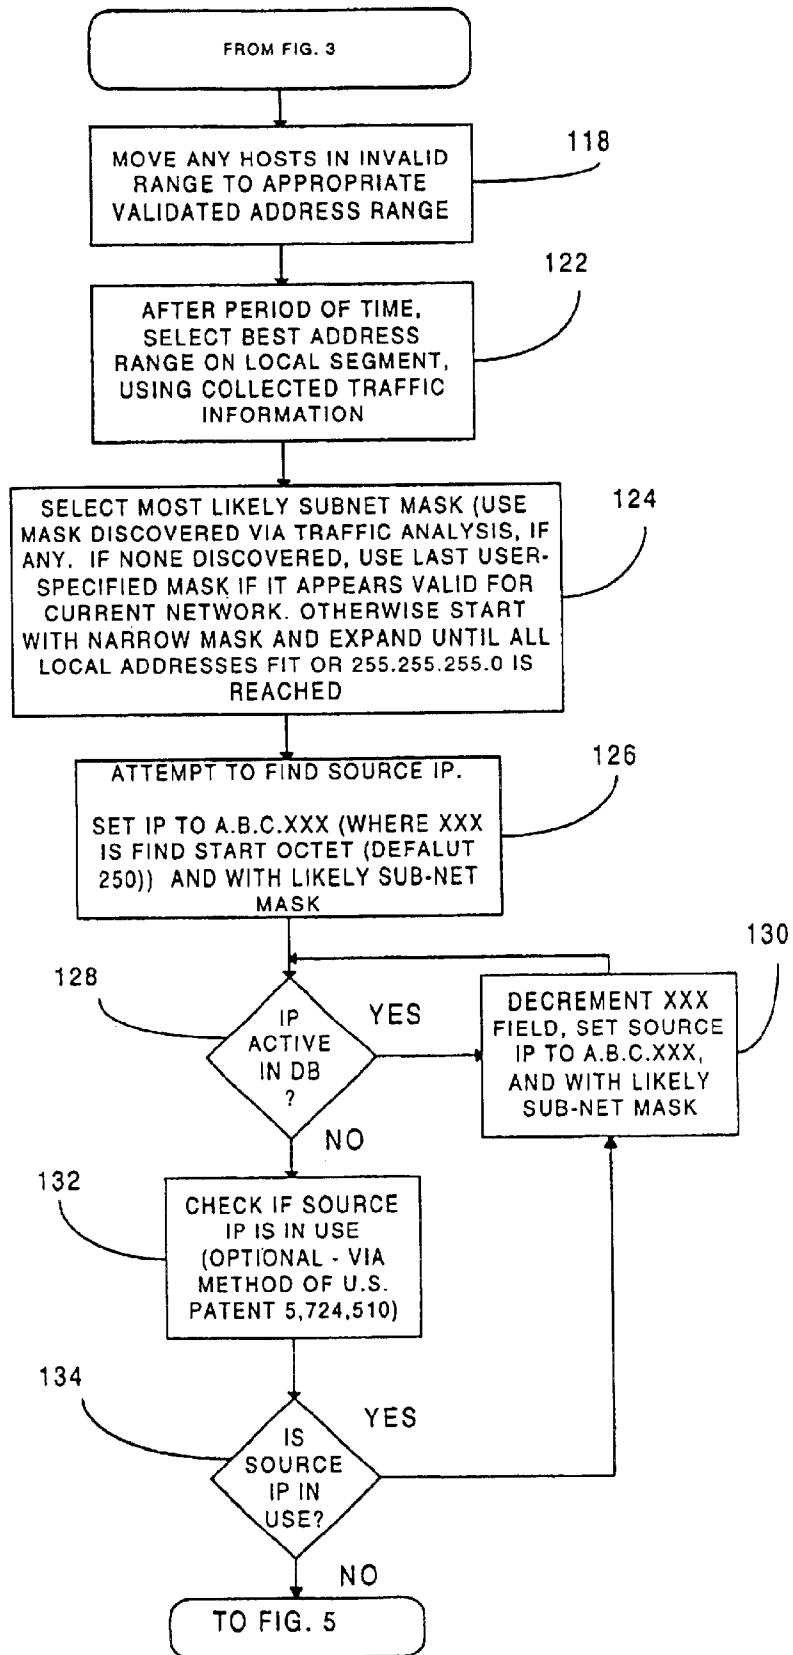 FROM FIG. 3
118
MOVE ANY HOSTS IN INVALID
RANGE TO APPROPRIATE
VALIDATED ADDRESS RANGE
122
AFTER PERIOD OF TIME,
SELECT BEST ADDRESS
RANGE ON LOCAL SEGMENT,
USING COLLECTED TRAFFIC
INFORMATION
124
SELECT MOST LIKELY SUBNET MASK (USE
MASK DISCOVERED VIA TRAFFIC ANALYSIS, IF
ANY. IF NONE DISCOVERED, USE LAST USER-
SPECIFIED MASK IF IT APPEARS VALID FOR
CURRENT NETWORK. OTHERWISE START
WITH NARROW MASK AND EXPAND UNTIL ALL
LOCAL ADDRESSES FIT OR 255.255.255.0 IS
REACHED
126
ATTEMPT TO FIND SOURCE IP.
SET IP TO A.B.C.XXX (WHERE XXX
IS FIND START OCTET (DEFALUT
250)) AND WITH LIKELY SUB-NET
MASK
128
IP
ACTIVE
IN DB
?
YES
NO
130
DECREMENT XXX
FIELD, SET SOURCE
IP TO A.B.C.XXX,
AND WITH LIKELY
SUB-NET MASK
132
CHECK IF SOURCE
IP IS IN USE
(OPTIONAL - VIA
METHOD OF U.S.
PATENT 5,724,510)
134
IS
SOURCE
IP IN
USE?
YES
NO
TO FIG. 5